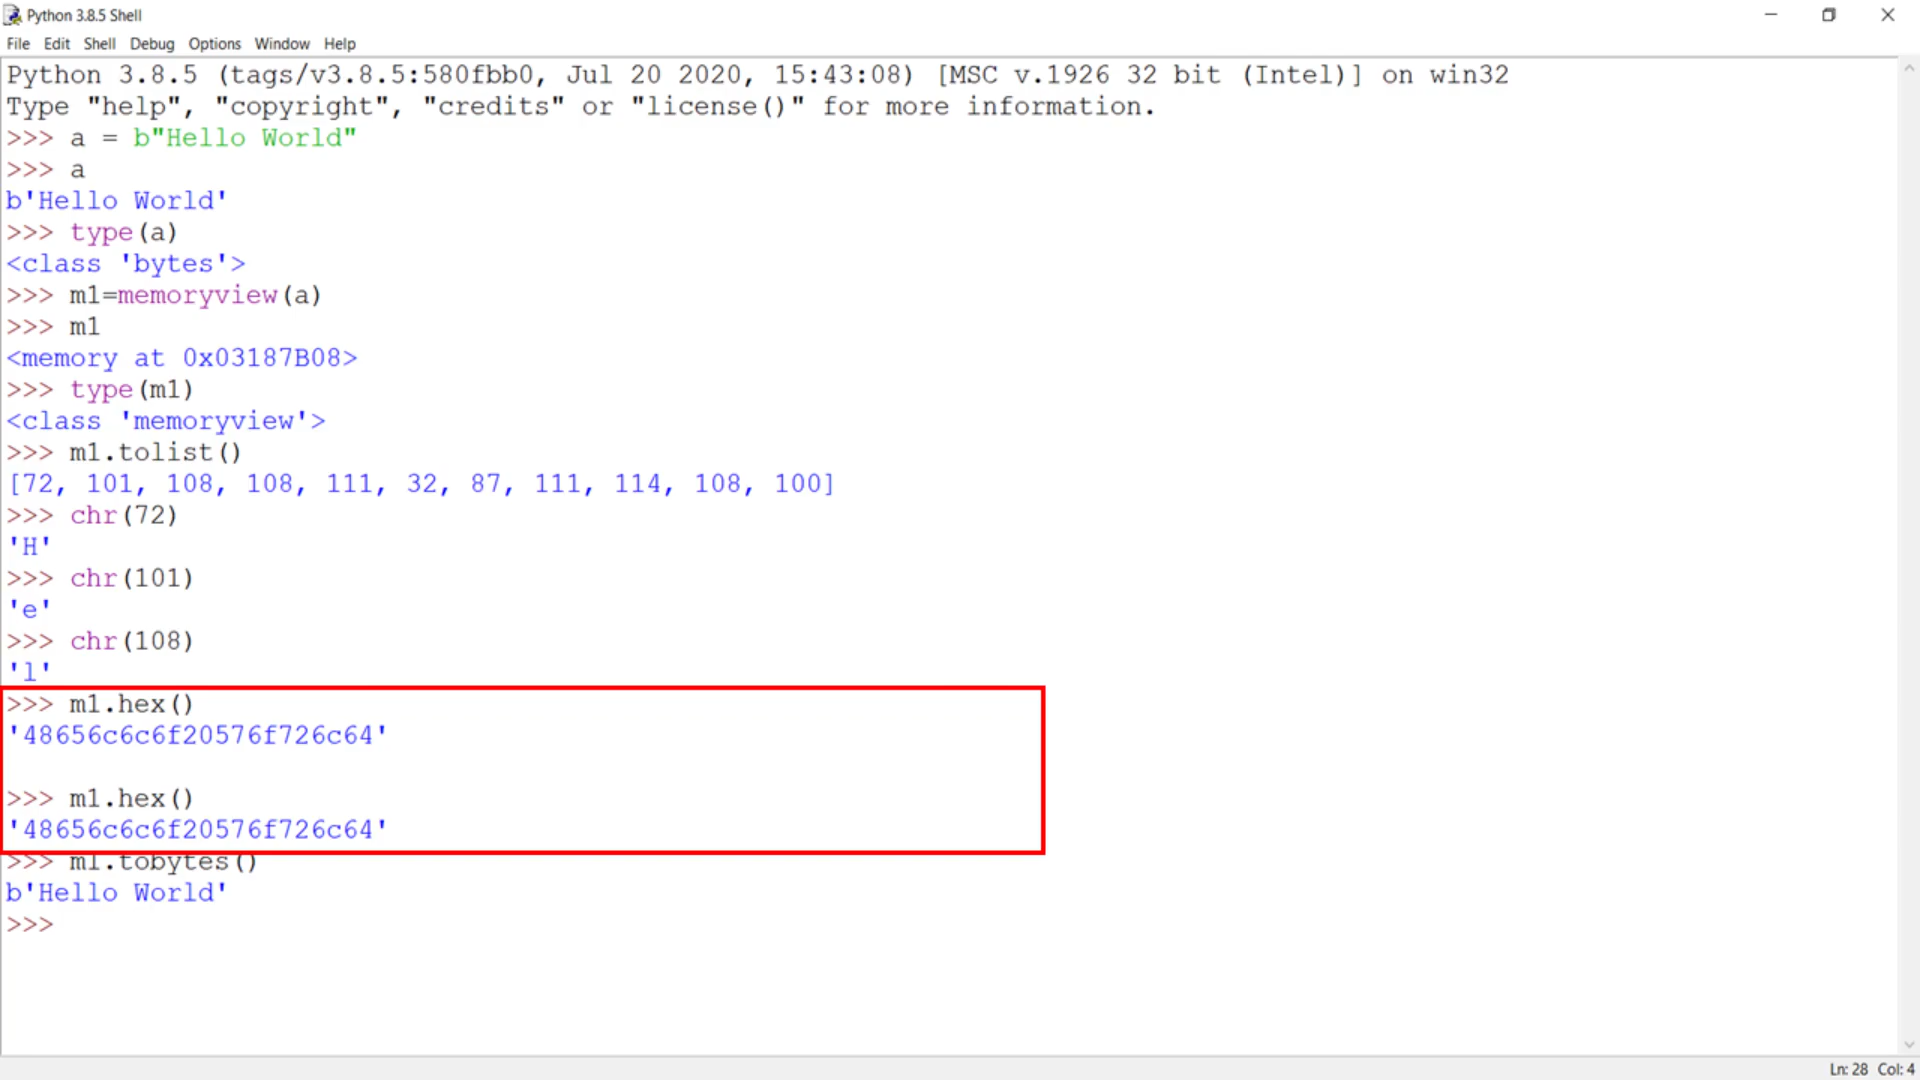 Python 3.8.5 Shell
File Edit Shell Debug Options Window Help
Python 3.8.5 (tags/v3.8.5:580fbb0, Jul 20 2020, 15:43:08) [MSC v.1926 32 bit (Intel)] on win32
Type "help", "copyright", "credits" or "license()" for more information.
>>> a = b"Hello World"
>>> a
b'Hello World'
>>> type(a)
<class 'bytes'>
>>> m1=memoryview(a)
>>> m1
<memory at 0x03187B08>
>>> type(m1)
<class 'memoryview'>
>>> m1.tolist()
[72, 101, 108, 108, 111, 32, 87, 111, 114, 108, 100]
>>> chr(72)
'H'
>>> chr(101)
'e'
>>> chr(108)
'l'
>>> m1.hex()
'48656c6c6f20576f726c64'
>>> m1.hex()
'48656c6c6f20576f726c64'
>>> m1.tobytes()
b'Hello World'
>>>
Ln: 28 Col: 4